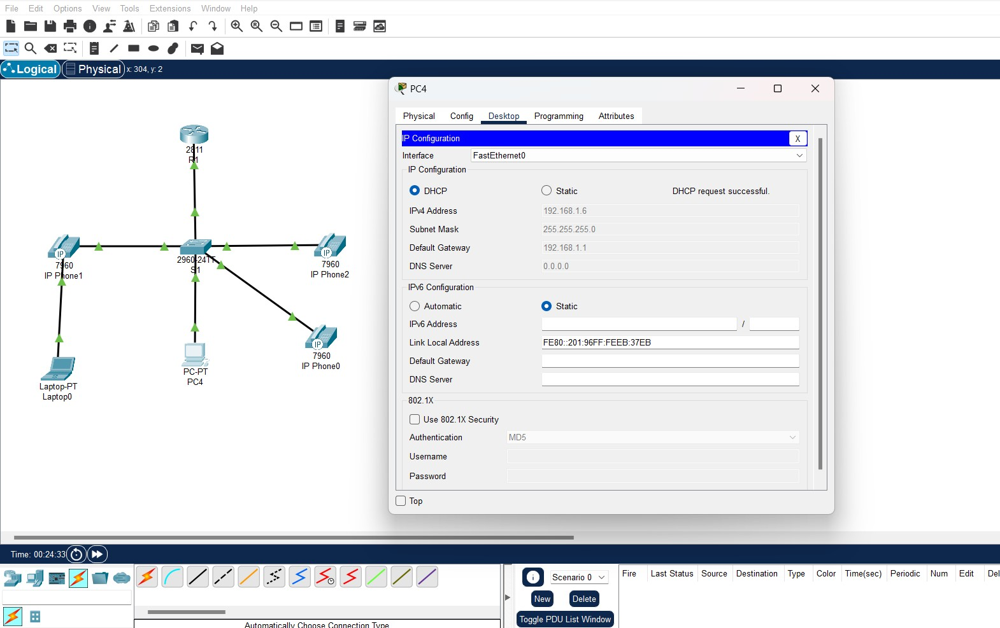 File Edit Options View Tools Extensions Window Help
Logical Physical x: 304, y: 2
PC4
Physical Config Desktop Programming Attributes
IP Configuration X
Interface FastEthernet0
IP Configuration
DHCP Static DHCP request successful.
IPv4 Address 192.168.1.6
Subnet Mask 255.255.255.0
Default Gateway 192.168.1.1
DNS Server 0.0.0.0
IPv6 Configuration
Automatic Static
IPv6 Address /
Link Local Address FE80::201:96FF:FEEB:37EB
Default Gateway
DNS Server
802.1X
Use 802.1X Security
Authentication MD5
Username
Password
Top
2811
R1
IP
7960
IP Phone1
2960-24TT
S1
IP
7960
IP Phone2
IP
7960
IP Phone0
PC-PT
PC4
Laptop-PT
Laptop0
Time: 00:24:33
Scenario 0
New Delete
Toggle PDU List Window
Fire Last Status Source Destination Type Color Time(sec) Periodic Num Edit Del
Automatically Choose Connection Type